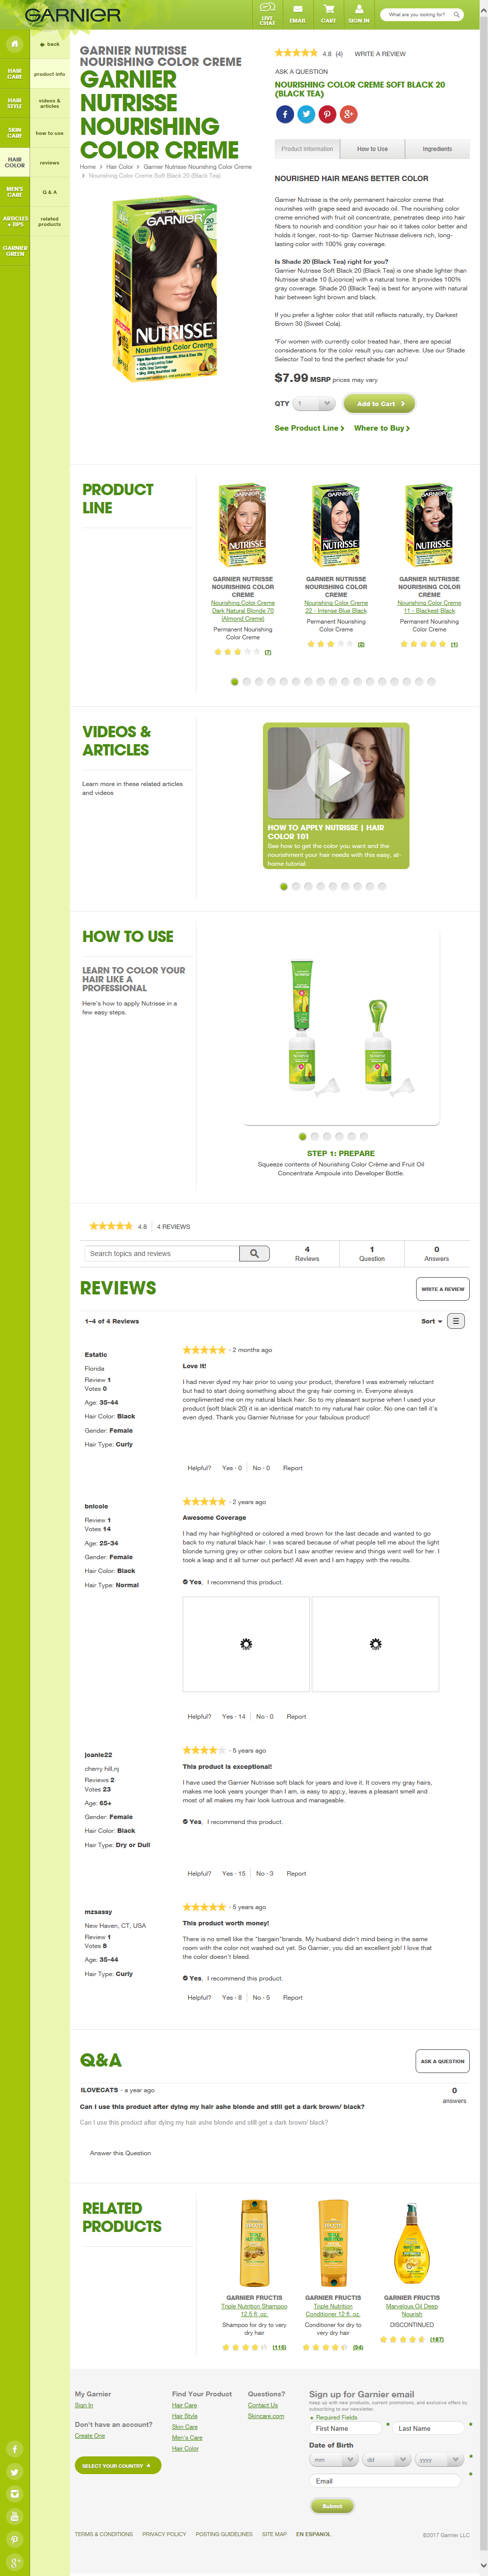 GARNIER
LIVE CHAT
EMAIL
CART
SIGN IN
What are you looking for?
back
product info
videos & articles
how to use
reviews
Q & A
related products
HAIR CARE
HAIR STYLE
SKIN CARE
HAIR COLOR
MEN'S CARE
ARTICLES + TIPS
GARNIER GREEN
GARNIER NUTRISSE
NOURISHING COLOR CREME
GARNIER
NUTRISSE
NOURISHING
COLOR CREME
Home > Hair Color > Garnier Nutrisse Nourishing Color Creme
> Nourishing Color Creme Soft Black 20 (Black Tea)
GARNIER
20
NUTRISSE
Nourishing Color Creme
4.8 (4) WRITE A REVIEW
ASK A QUESTION
NOURISHING COLOR CREME SOFT BLACK 20
(BLACK TEA)
Product Information
How to Use
Ingredients
NOURISHED HAIR MEANS BETTER COLOR
Garnier Nutrisse is the only permanent haircolor creme that
nourishes with grape seed and avocado oil. The nourishing color
creme enriched with fruit oil concentrate, penetrates deep into hair
fibers to nourish and condition your hair so it takes color better and
holds it longer, root-to-tip. Garnier Nutrisse delivers rich, long-
lasting color with 100% gray coverage.
Is Shade 20 (Black Tea) right for you?
Garnier Nutrisse Soft Black 20 (Black Tea) is one shade lighter than
Nutrisse shade 10 (Licorice) with a natural tone. It provides 100%
gray coverage. Shade 20 (Black Tea) is best for anyone with natural
hair between light brown and black.
If you prefer a lighter color that still reflects naturally, try Darkest
Brown 30 (Sweet Cola).
*For women with currently color treated hair, there are special
considerations for the color result you can achieve. Use our Shade
Selector Tool to find the perfect shade for you!
$7.99 MSRP prices may vary
QTY 1 Add to Cart
See Product Line > Where to Buy >
PRODUCT
LINE
GARNIER
NUTRISSE
GARNIER
NUTRISSE
GARNIER
NUTRISSE
GARNIER NUTRISSE
NOURISHING COLOR
CREME
Nourishing Color Creme
Dark Natural Blonde 70
(Almond Creme)
Permanent Nourishing
Color Creme
(7)
GARNIER NUTRISSE
NOURISHING COLOR
CREME
Nourishing Color Creme
22 - Intense Blue Black
Permanent Nourishing
Color Creme
(2)
GARNIER NUTRISSE
NOURISHING COLOR
CREME
Nourishing Color Creme
11 - Blackest Black
Permanent Nourishing
Color Creme
(1)
VIDEOS &
ARTICLES
Learn more in these related articles
and videos
HOW TO APPLY NUTRISSE | HAIR
COLOR 101
See how to get the color you want and the
nourishment your hair needs with this easy, at-
home tutorial.
HOW TO USE
LEARN TO COLOR YOUR
HAIR LIKE A
PROFESSIONAL
Here's how to apply Nutrisse in a
few easy steps.
STEP 1: PREPARE
Squeeze contents of Nourishing Color Crème and Fruit Oil
Concentrate Ampoule into Developer Bottle.
4.8 4 REVIEWS
Search topics and reviews
4
Reviews
1
Question
0
Answers
REVIEWS
WRITE A REVIEW
1–4 of 4 Reviews
Sort
Estatic
Florida
Review 1
Votes 0
Age: 35-44
Hair Color: Black
Gender: Female
Hair Type: Curly
· 2 months ago
Love it!
I had never dyed my hair prior to using your product, therefore I was extremely reluctant
but had to start doing something about the gray hair coming in. Everyone always
complimented me on my natural black hair. So to my pleasant surprise when I used your
product (soft black 20) it is an identical match to my natural hair color. No one can tell it's
even dyed. Thank you Garnier Nutrisse for your fabulous product!
Helpful? Yes · 0 No · 0 Report
bnicole
Review 1
Votes 14
Age: 25-34
Gender: Female
Hair Color: Black
Hair Type: Normal
· 2 years ago
Awesome Coverage
I had my hair highlighted or colored a med brown for the last decade and wanted to go
back to my natural black hair. I was scared because of what people tell me about the light
blonde turning grey or other colors but I saw another review and things went well for her. I
took a leap and it all turner out perfect! All even and I am happy with the results.
Yes, I recommend this product.
Helpful? Yes · 14 No · 0 Report
joanie22
cherry hill,nj
Reviews 2
Votes 23
Age: 65+
Gender: Female
Hair Color: Black
Hair Type: Dry or Dull
· 5 years ago
This product is exceptional!
I have used the Garnier Nutrisse soft black for years and love it. It covers my gray hairs,
makes me look years younger than I am, is easy to app;y, leaves a pleasant smell and
most of all makes my hair look lustrous and manageable.
Yes, I recommend this product.
Helpful? Yes · 15 No · 3 Report
mzsassy
New Haven, CT, USA
Review 1
Votes 8
Age: 35-44
Hair Type: Curly
· 5 years ago
This product worth money!
There is no smell like the "bargain"brands. My husband didn't mind being in the same
room with the color not washed out yet. So Garnier, you did an excellent job! I love that
the color doesn't bleed.
Yes, I recommend this product.
Helpful? Yes · 8 No · 5 Report
Q&A
ASK A QUESTION
ILOVECATS · a year ago
0
answers
Can I use this product after dying my hair ashe blonde and still get a dark brown/ black?
Can I use this product after dying my hair ashe blonde and still get a dark brown/ black?
Answer this Question
RELATED
PRODUCTS
GARNIER FRUCTIS
Triple Nutrition Shampoo
12.5 fl. oz.
Shampoo for dry to very
dry hair
(116)
GARNIER FRUCTIS
Triple Nutrition
Conditioner 12 fl. oz.
Conditioner for dry to
very dry hair
(94)
GARNIER FRUCTIS
Marvelous Oil Deep
Nourish
DISCONTINUED
(187)
My Garnier
Sign In
Don't have an account?
Create One
SELECT YOUR COUNTRY
Find Your Product
Hair Care
Hair Style
Skin Care
Men's Care
Hair Color
Questions?
Contact Us
Skincare.com
Sign up for Garnier email
Keep up with new products, current promotions, and exclusive offers by
subscribing to our newsletter.
* Required Fields
First Name * Last Name *
Date of Birth
mm dd yyyy *
Email *
Submit
TERMS & CONDITIONS PRIVACY POLICY POSTING GUIDELINES SITE MAP EN ESPANOL
©2017 Garnier LLC